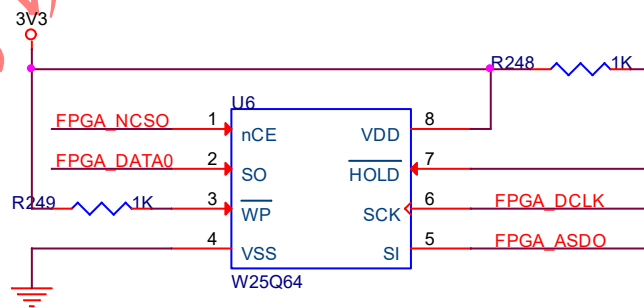 3V3
R248 1K
U6
FPGA_NCSO 1 nCE VDD 8
FPGA_DATA0 2 SO HOLD 7
R249 1K 3 WP SCK 6 FPGA_DCLK
4 VSS SI 5 FPGA_ASDO
W25Q64